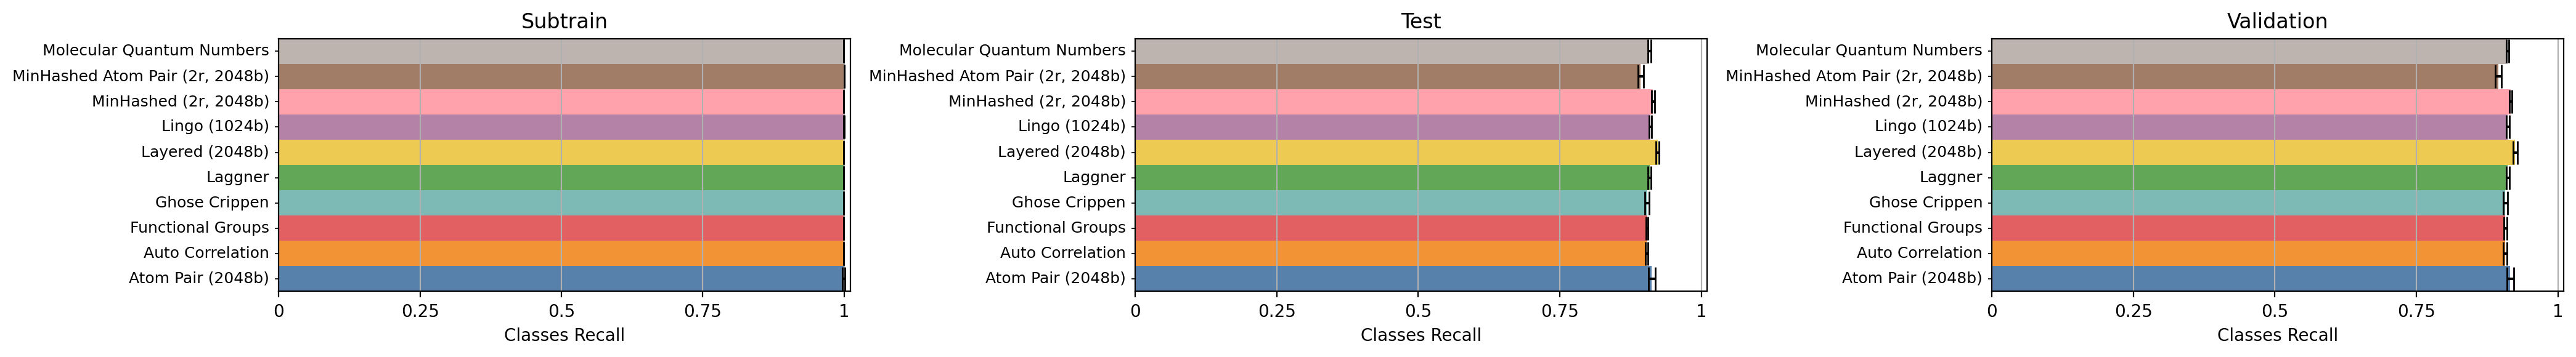 Subtrain
Molecular Quantum Numbers
MinHashed Atom Pair (2r, 2048b)
MinHashed (2r, 2048b)
Lingo (1024b)
Layered (2048b)
Laggner
Ghose Crippen
Functional Groups
Auto Correlation
Atom Pair (2048b)
0 0.25 0.5 0.75 1
Classes Recall
Test
Molecular Quantum Numbers
MinHashed Atom Pair (2r, 2048b)
MinHashed (2r, 2048b)
Lingo (1024b)
Layered (2048b)
Laggner
Ghose Crippen
Functional Groups
Auto Correlation
Atom Pair (2048b)
0 0.25 0.5 0.75 1
Classes Recall
Validation
Molecular Quantum Numbers
MinHashed Atom Pair (2r, 2048b)
MinHashed (2r, 2048b)
Lingo (1024b)
Layered (2048b)
Laggner
Ghose Crippen
Functional Groups
Auto Correlation
Atom Pair (2048b)
0 0.25 0.5 0.75 1
Classes Recall